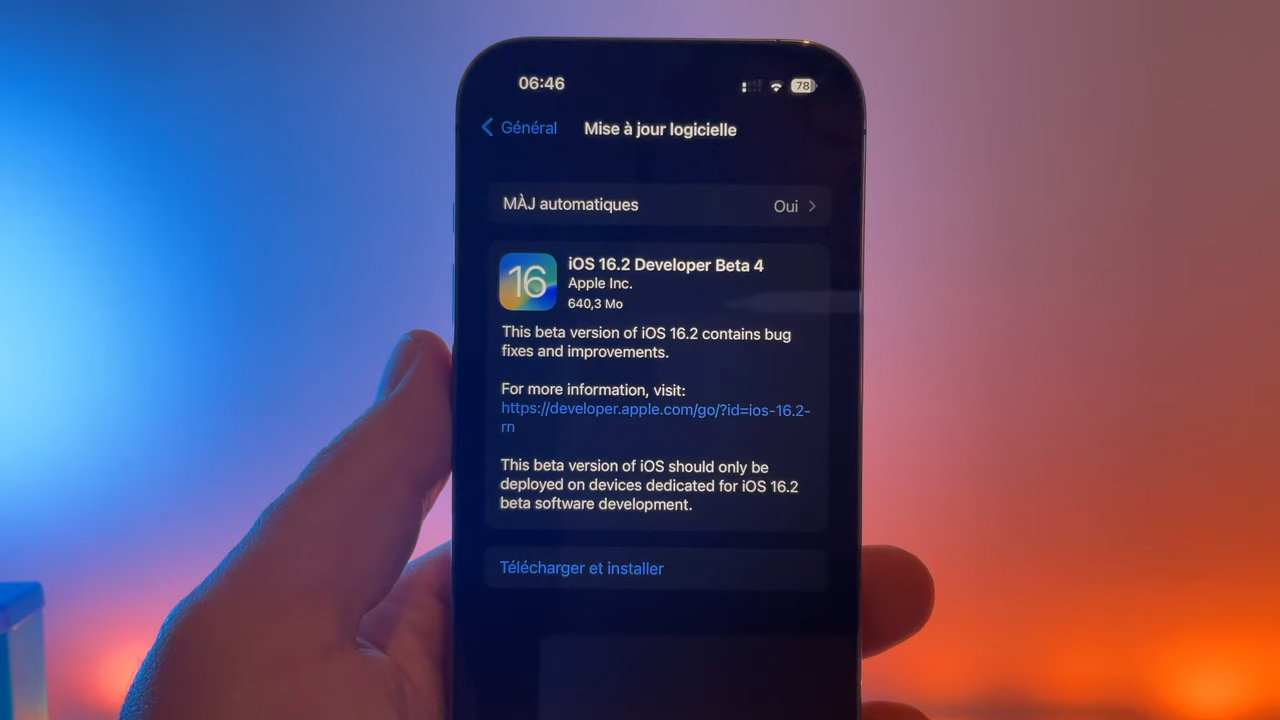 06:46
78
Général
Mise à jour logicielle
MÀJ automatiques
Oui
16
iOS 16.2 Developer Beta 4
Apple Inc.
640,3 Mo
This beta version of iOS 16.2 contains bug
fixes and improvements.
For more information, visit:
https://developer.apple.com/go/?id=ios-16.2-
rn
This beta version of iOS should only be
deployed on devices dedicated for iOS 16.2
beta software development.
Télécharger et installer